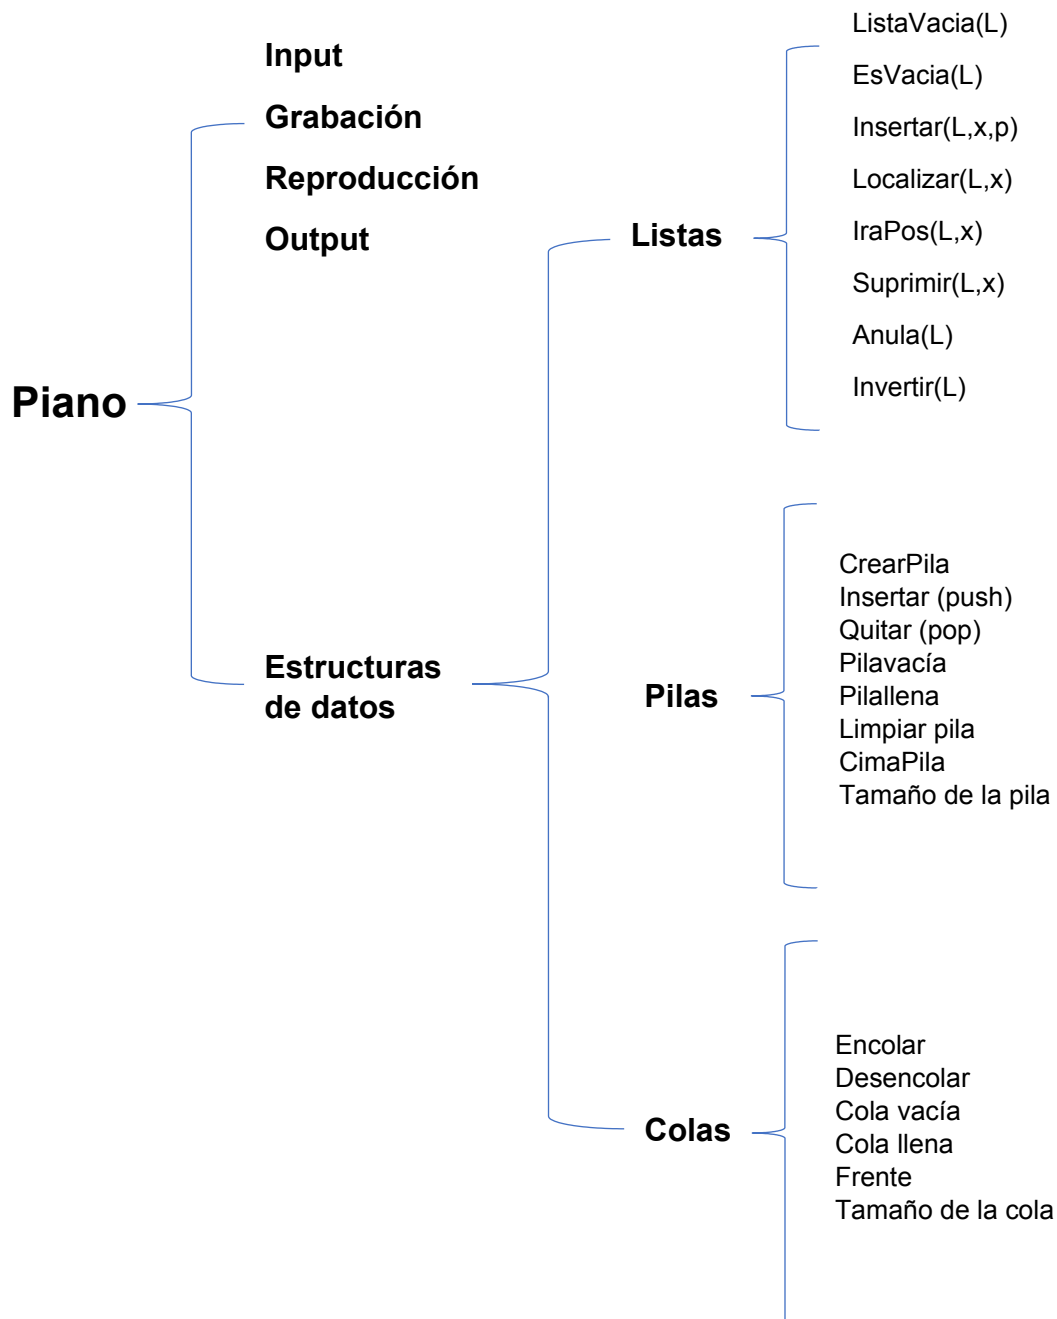 Piano
Input
Grabación
Reproducción
Output
Estructuras
de datos
Listas
ListaVacia(L)
EsVacia(L)
Insertar(L,x,p)
Localizar(L,x)
IraPos(L,x)
Suprimir(L,x)
Anula(L)
Invertir(L)
Pilas
CrearPila
Insertar (push)
Quitar (pop)
Pilavacía
Pilallena
Limpiar pila
CimaPila
Tamaño de la pila
Colas
Encolar
Desencolar
Cola vacía
Cola llena
Frente
Tamaño de la cola